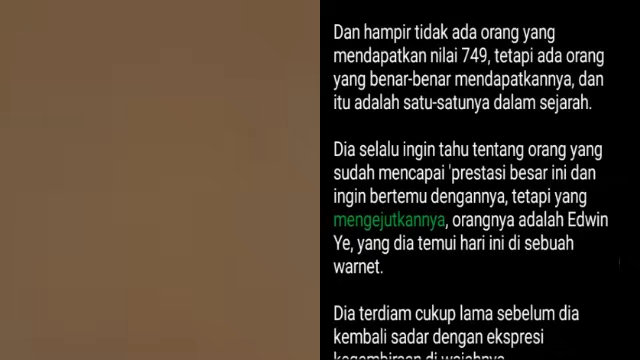 Dan hampir tidak ada orang yang
mendapatkan nilai 749, tetapi ada orang
yang benar-benar mendapatkannya, dan
itu adalah satu-satunya dalam sejarah.
Dia selalu ingin tahu tentang orang yang
sudah mencapai 'prestasi besar ini dan
ingin bertemu dengannya, tetapi yang
mengejutkannya, orangnya adalah Edwin
Ye, yang dia temui hari ini di sebuah
warnet.
Dia terdiam cukup lama sebelum dia
kembali sadar dengan ekspresi
kegembiraan di wajahnya